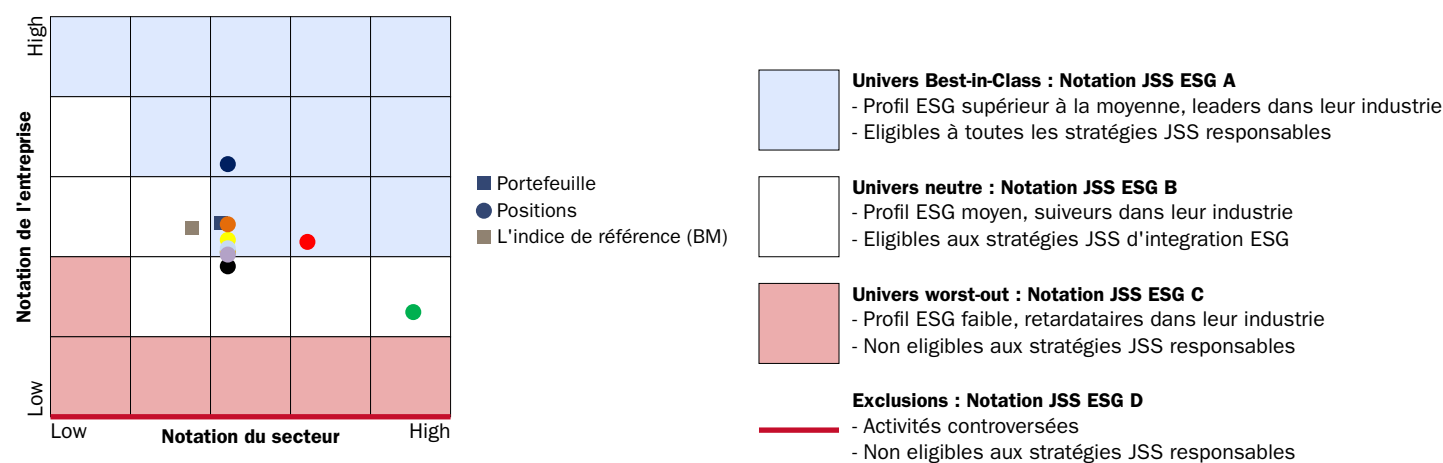 High
Notation de l'entreprise
Low
Low
Notation du secteur
High
Portefeuille
Positions
L'indice de référence (BM)
Univers Best-in-Class : Notation JSS ESG A
- Profil ESG supérieur à la moyenne, leaders dans leur industrie
- Eligibles à toutes les stratégies JSS responsables
Univers neutre : Notation JSS ESG B
- Profil ESG moyen, suiveurs dans leur industrie
- Eligibles aux stratégies JSS d'integration ESG
Univers worst-out : Notation JSS ESG C
- Profil ESG faible, retardataires dans leur industrie
- Non eligibles aux stratégies JSS responsables
Exclusions : Notation JSS ESG D
- Activités controversées
- Non eligibles aux stratégies JSS responsables